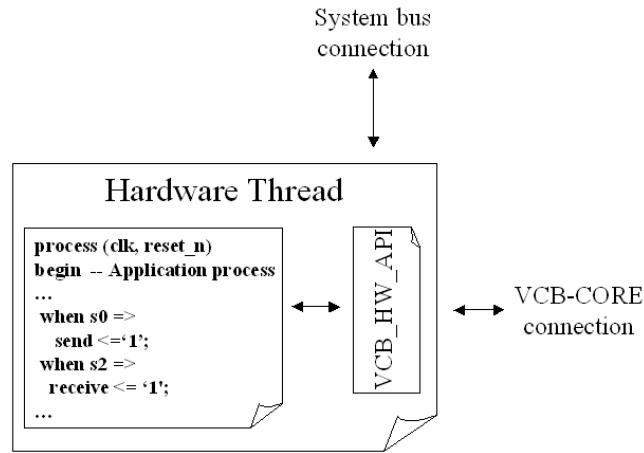 System bus
connection
Hardware Thread
process (clk, reset_n)
begin -- Application process
…
when s0 =>
send <=‘1’;
when s2 =>
receive <= ‘1’;
…
VCB_HW_API
VCB-CORE
connection